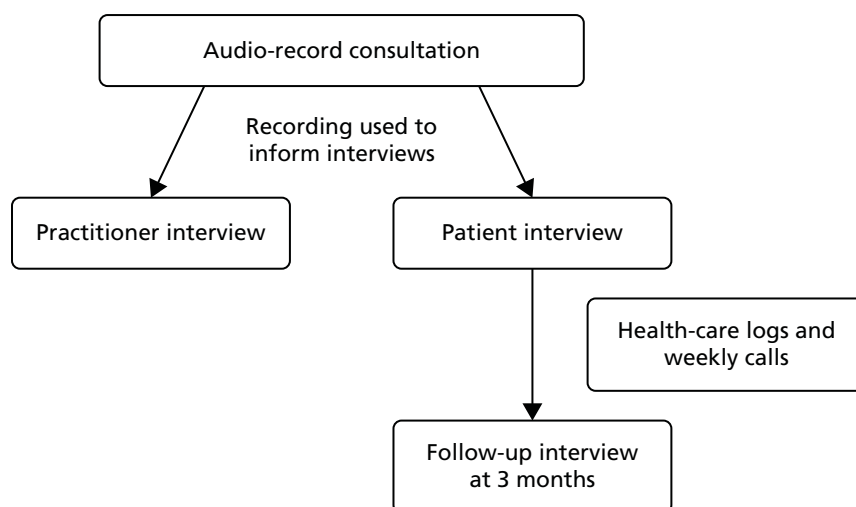 Audio-record consultation
Recording used to
inform interviews
Practitioner interview
Patient interview
Health-care logs and
weekly calls
Follow-up interview
at 3 months